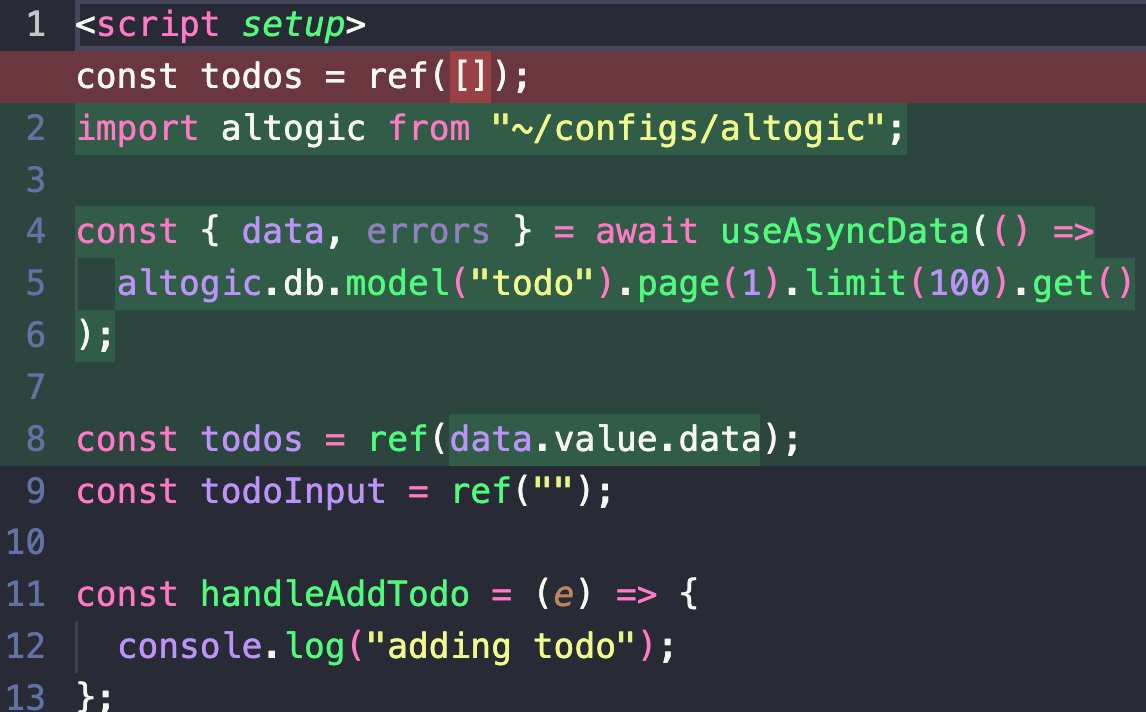 1 <script setup>
const todos = ref([]);
2 import altogic from "~/configs/altogic";
3
4 const { data, errors } = await useAsyncData(() =>
5   altogic.db.model("todo").page(1).limit(100).get()
6 );
7
8 const todos = ref(data.value.data);
9 const todoInput = ref("");
10
11 const handleAddTodo = (e) => {
12   console.log("adding todo");
13 };